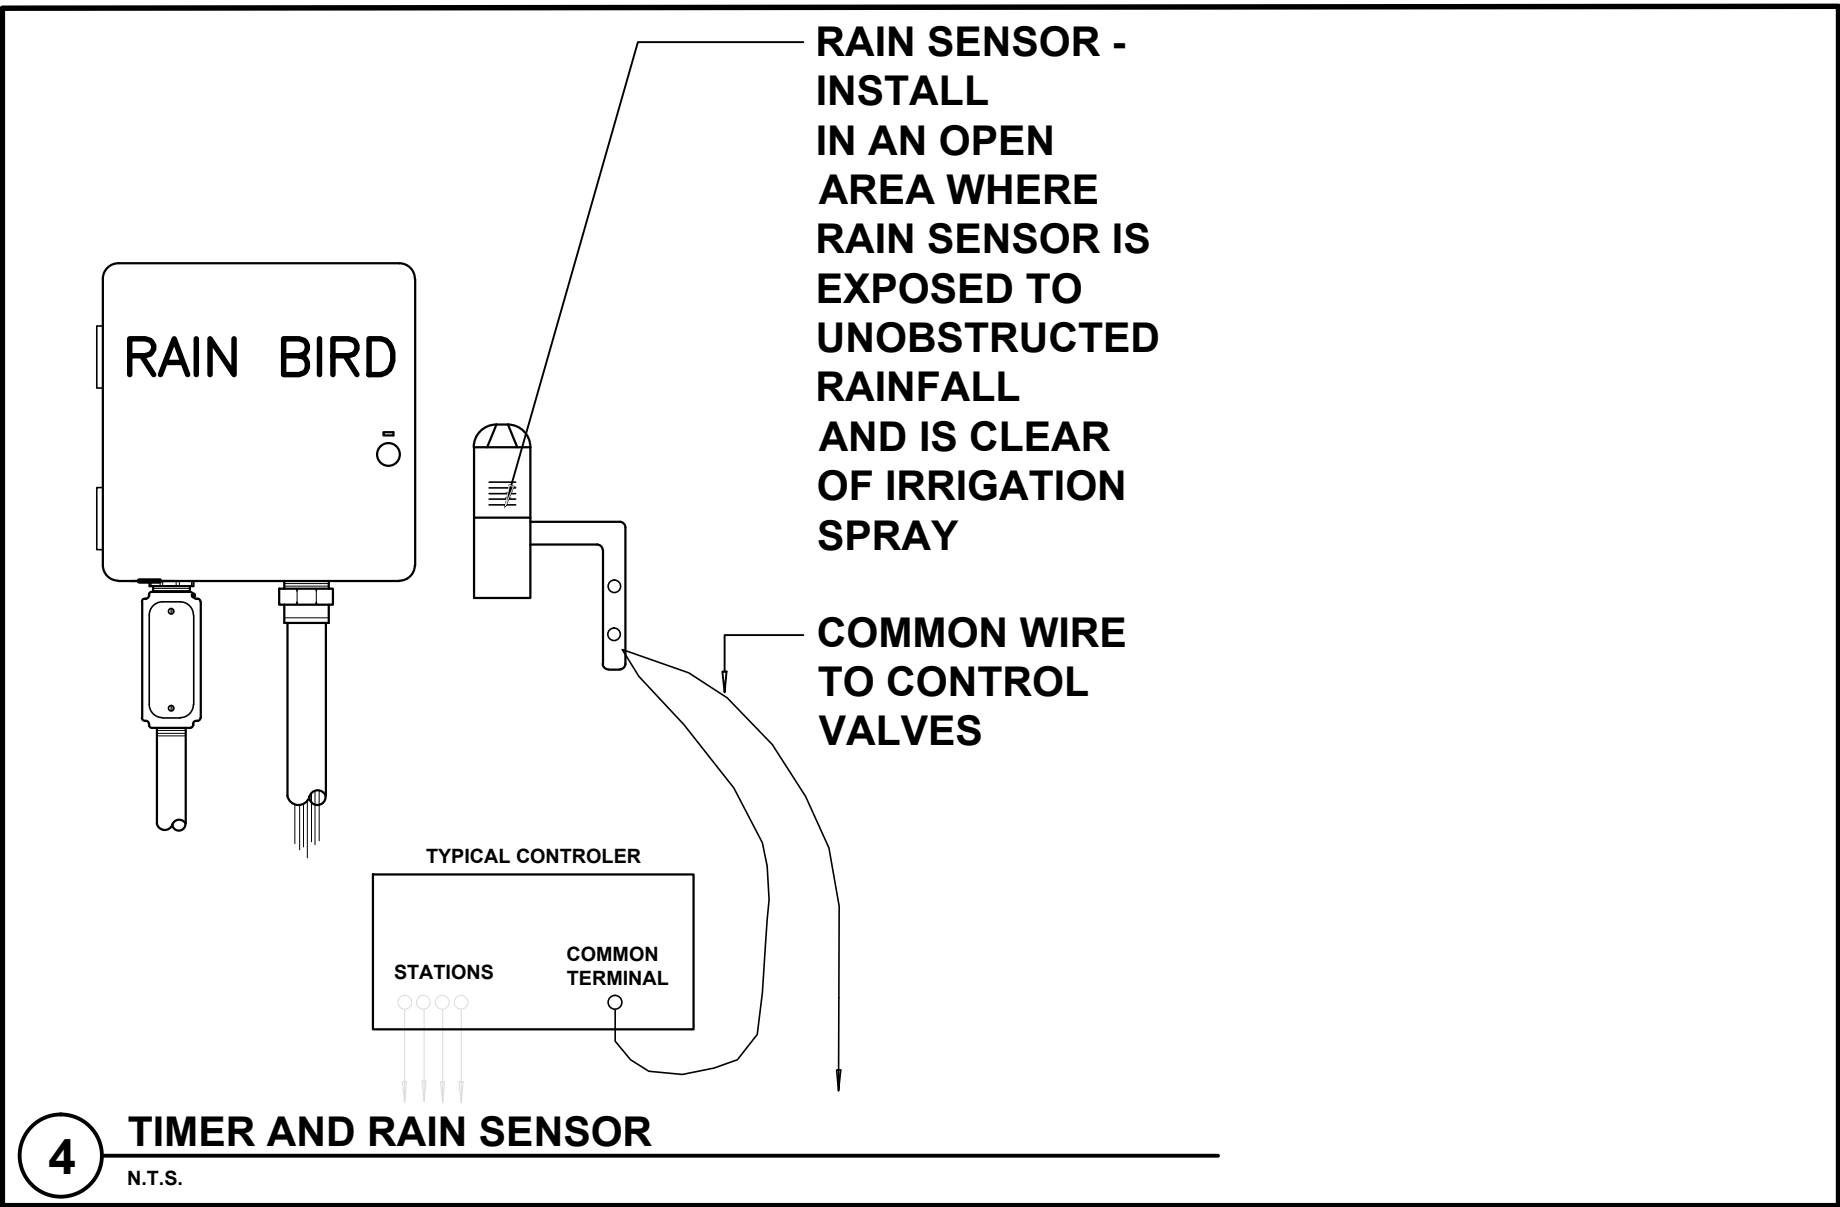 RAIN SENSOR -
INSTALL
IN AN OPEN
AREA WHERE
RAIN SENSOR IS
EXPOSED TO
UNOBSTRUCTED
RAINFALL
AND IS CLEAR
OF IRRIGATION
SPRAY
RAIN BIRD
COMMON WIRE
TO CONTROL
VALVES
TYPICAL CONTROLER
STATIONS
COMMON
TERMINAL
4
TIMER AND RAIN SENSOR
N.T.S.